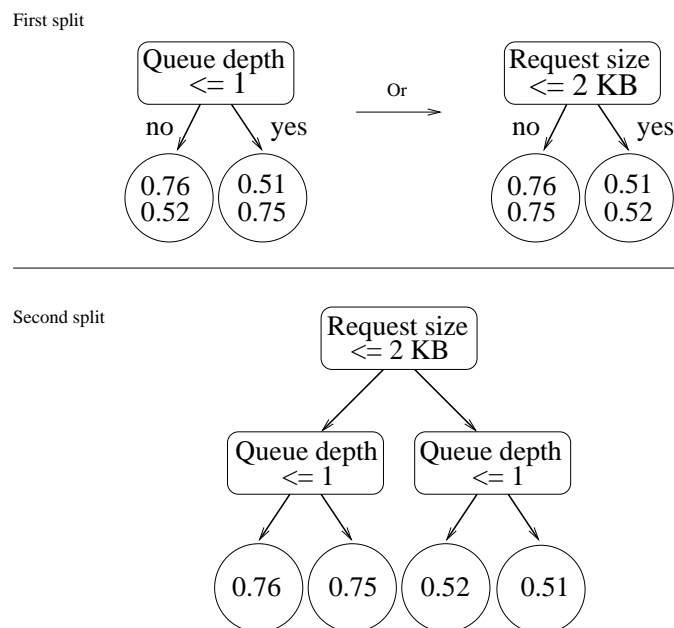 First split
Queue depth
<= 1
Or
Request size
<= 2 KB
no
yes
no
yes
0.76
0.52
0.51
0.75
0.76
0.75
0.51
0.52
Second split
Request size
<= 2 KB
Queue depth
<= 1
Queue depth
<= 1
0.76
0.75
0.52
0.51